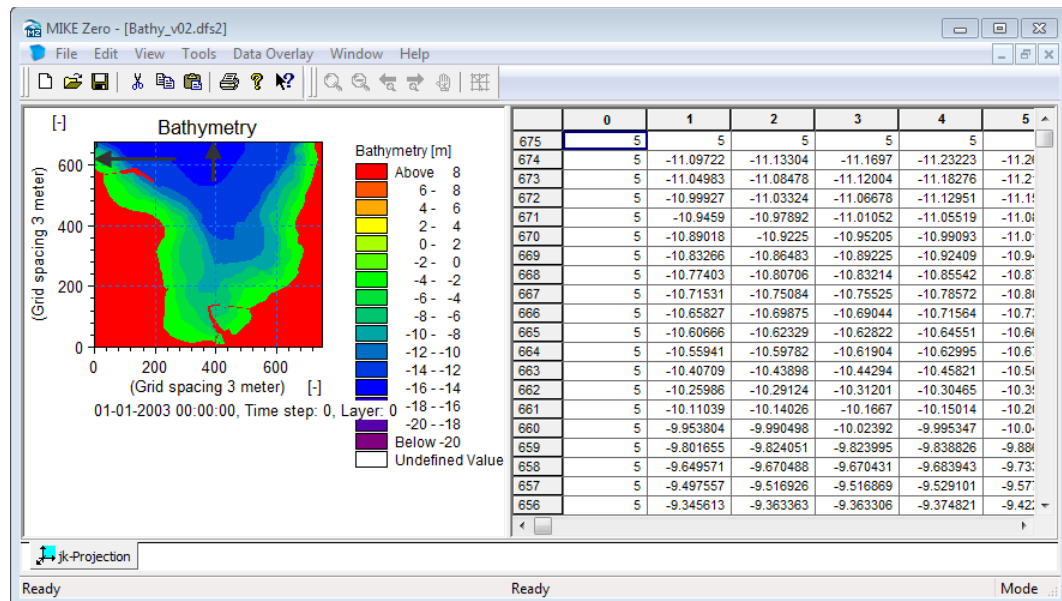 MIKE Zero - [Bathy_v02.dfs2]
File Edit View Tools Data Overlay Window Help
[-]
Bathymetry
(Grid spacing 3 meter)
600
400
200
0
0 200 400 600
(Grid spacing 3 meter) [-]
01-01-2003 00:00:00, Time step: 0, Layer: 0
Bathymetry [m]
Above 8
6 - 8
4 - 6
2 - 4
0 - 2
-2 - 0
-4 - -2
-6 - -4
-8 - -6
-10 - -8
-12 - -10
-14 - -12
-16 - -14
-18 - -16
-20 - -18
Below -20
Undefined Value
0 1 2 3 4 5
675 5 5 5 5 5
674 5 -11.09722 -11.13304 -11.1697 -11.23223
673 5 -11.04983 -11.08478 -11.12004 -11.18276
672 5 -10.99927 -11.03324 -11.06678 -11.12951
671 5 -10.9459 -10.97892 -11.01052 -11.05519
670 5 -10.89018 -10.9225 -10.95205 -10.99093
669 5 -10.83266 -10.86483 -10.89225 -10.92409
668 5 -10.77403 -10.80706 -10.83214 -10.85542
667 5 -10.71531 -10.75084 -10.75525 -10.78572
666 5 -10.65827 -10.69875 -10.69044 -10.71564
665 5 -10.60666 -10.62329 -10.62822 -10.64551
664 5 -10.55941 -10.59782 -10.61904 -10.62995
663 5 -10.40709 -10.43898 -10.44294 -10.45821
662 5 -10.25986 -10.29124 -10.31201 -10.30465
661 5 -10.11039 -10.14026 -10.1667 -10.15014
660 5 -9.953804 -9.990498 -10.02392 -9.995347
659 5 -9.801655 -9.824051 -9.823995 -9.838826
658 5 -9.649571 -9.670488 -9.670431 -9.683943
657 5 -9.497557 -9.516926 -9.516869 -9.529101
656 5 -9.345613 -9.363363 -9.363306 -9.374821
jk-Projection
Ready Ready Mode